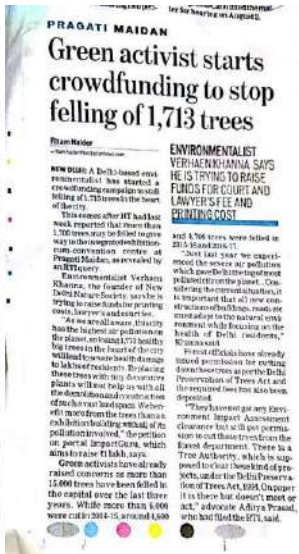 ter for hearing on August 2.
PRAGATI MAIDAN
Green activist starts
crowdfunding to stop
felling of 1,713 trees
Ritam Halder
ENVIRONMENTALIST
VERHAEN KHANNA SAYS
HE IS TRYING TO RAISE
FUNDS FOR COURT AND
LAWYER'S FEE AND
PRINTING COST
NEW DELHI: A Delhi-based envi-
ronmentalist has started a
crowdfunding campaign to stop
felling of 1,713 trees in the heart
of the city.
This comes after HT had last
week reported that more than
1,700 trees may be felled to give
way to the integrated exhibition-
cum-convention centre at
Pragati Maidan, as revealed by
an RTI query.
Environmentalist Verhaen
Khanna, the founder of New
Delhi Nature Society, says he is
trying to raise funds for printing
costs, lawyer's and court fee.
"As we are all aware, this city
has the highest air pollution on
the planet, so losing 1,713 healthy
big trees in the heart of the city
will lead to severe health damage
to lakhs of residents. Replacing
these trees with tiny decorative
plants will not help us with all
the demolition and construction
of such a vast land space. We ben-
efit more from the trees than an
exhibition building with all of its
pollution involved," the petition
on portal ImpactGuru, which
aims to raise ₹1 lakh, says.
Green activists have already
raised concerns as more than
15,000 trees have been felled in
the capital over the last three
years. While more than 6,000
were cut in 2014-15, around
and 4,700 trees were felled in
2015-16 and 2016-17.
"Just last year we experi-
enced the severe air pollution
which gave Delhi the tag of most
polluted city on the planet... Con-
sidering the current situation, it
is important that all new con-
structions of buildings, roads etc
must adapt to the natural envi-
ronment while focusing on the
health of Delhi residents,"
Khanna said.
Forest officials have already
issued permission for cutting
down these trees as per the Delhi
Preservation of Trees Act and
the required fees has also been
deposited.
"They have not got any Envi-
ronment Impact Assessment
clearance but still got permis-
sion to cut these trees from the
forest department. There is a
Tree Authority, which is sup-
posed to clear these kind of pro-
jects, under the Delhi Preserva-
tion of Trees Act, 1994. On paper
it is there but doesn't meet or
act," advocate Aditya Prasad,
who had filed the RTI, said.